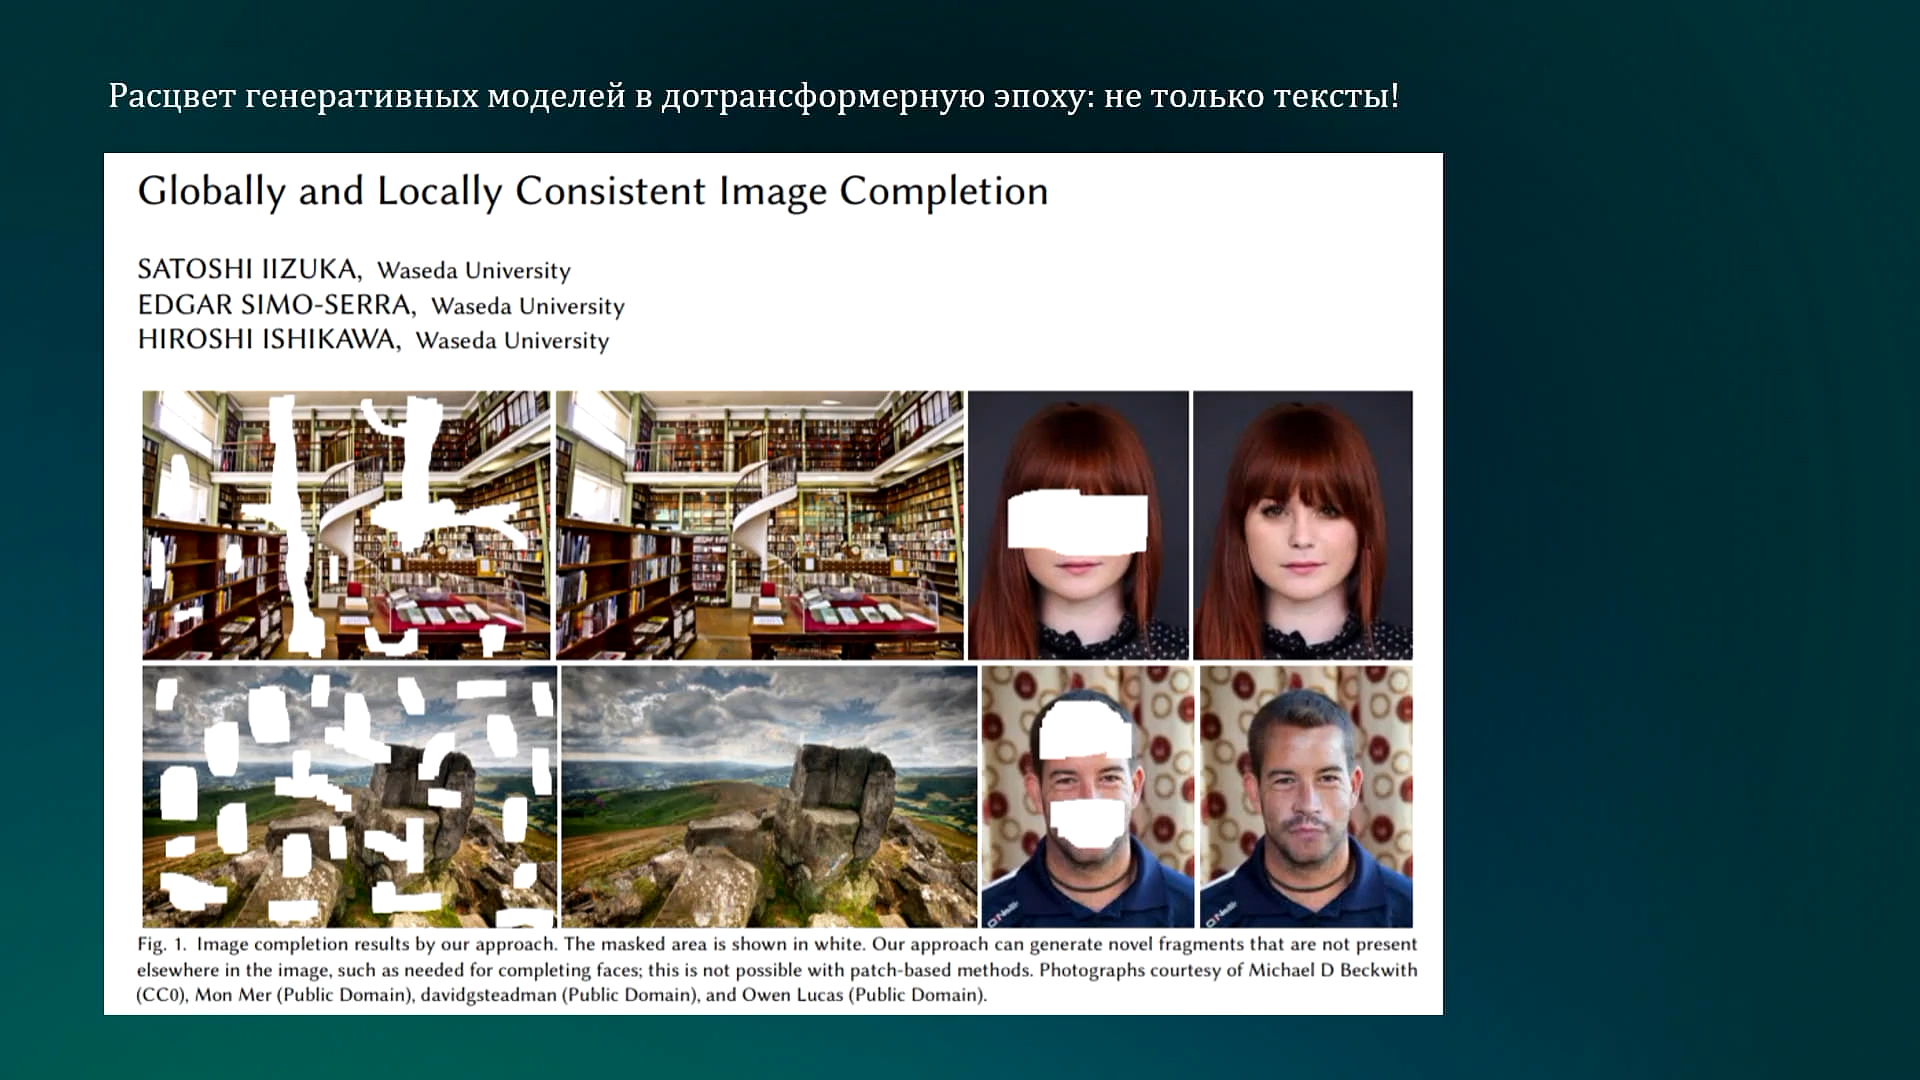 Расцвет генеративных моделей в дотрансформерную эпоху: не только тексты!
Globally and Locally Consistent Image Completion
SATOSHI IIZUKA, Waseda University
EDGAR SIMO-SERRA, Waseda University
HIROSHI ISHIKAWA, Waseda University
Fig. 1. Image completion results by our approach. The masked area is shown in white. Our approach can generate novel fragments that are not present
elsewhere in the image, such as needed for completing faces; this is not possible with patch-based methods. Photographs courtesy of Michael D Beckwith
(CC0), Mon Mer (Public Domain), davidgsteadman (Public Domain), and Owen Lucas (Public Domain).